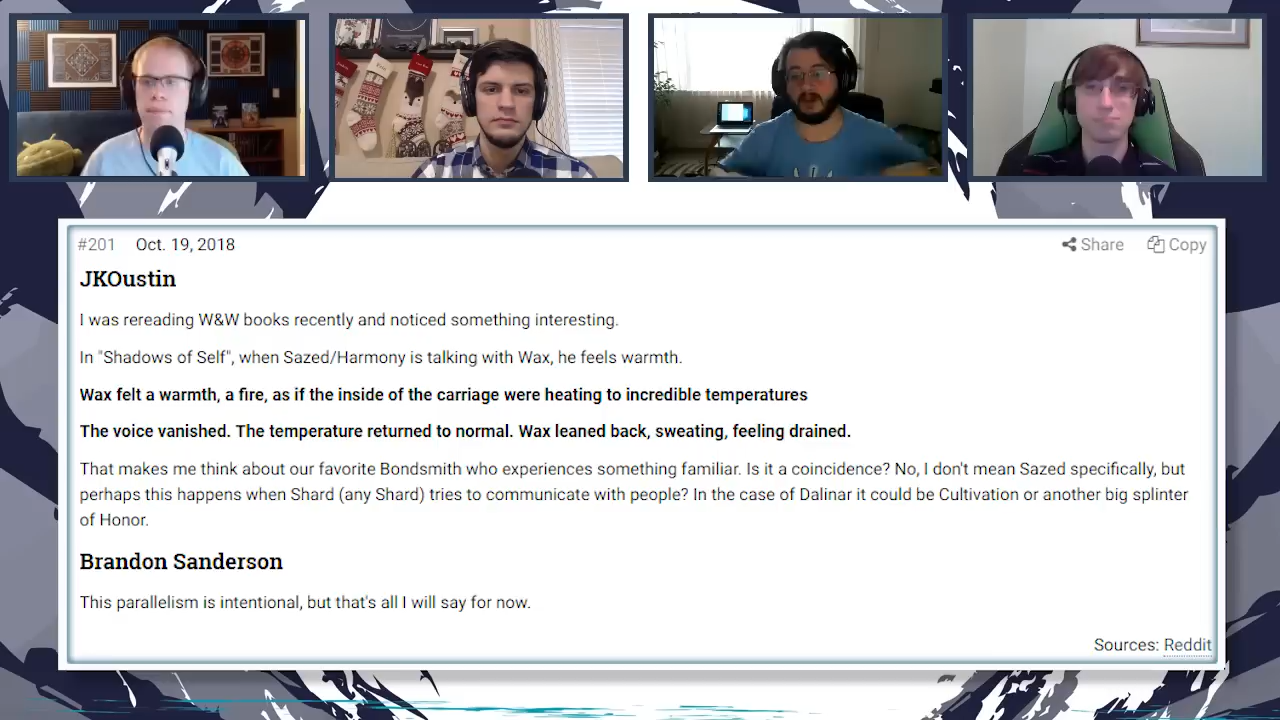 #201 Oct. 19, 2018 Share Copy
JKOustin
I was rereading W&W books recently and noticed something interesting.
In "Shadows of Self", when Sazed/Harmony is talking with Wax, he feels warmth.
Wax felt a warmth, a fire, as if the inside of the carriage were heating to incredible temperatures
The voice vanished. The temperature returned to normal. Wax leaned back, sweating, feeling drained.
That makes me think about our favorite Bondsmith who experiences something familiar. Is it a coincidence? No, I don't mean Sazed specifically, but
perhaps this happens when Shard (any Shard) tries to communicate with people? In the case of Dalinar it could be Cultivation or another big splinter
of Honor.
Brandon Sanderson
This parallelism is intentional, but that's all I will say for now.
Sources: Reddit